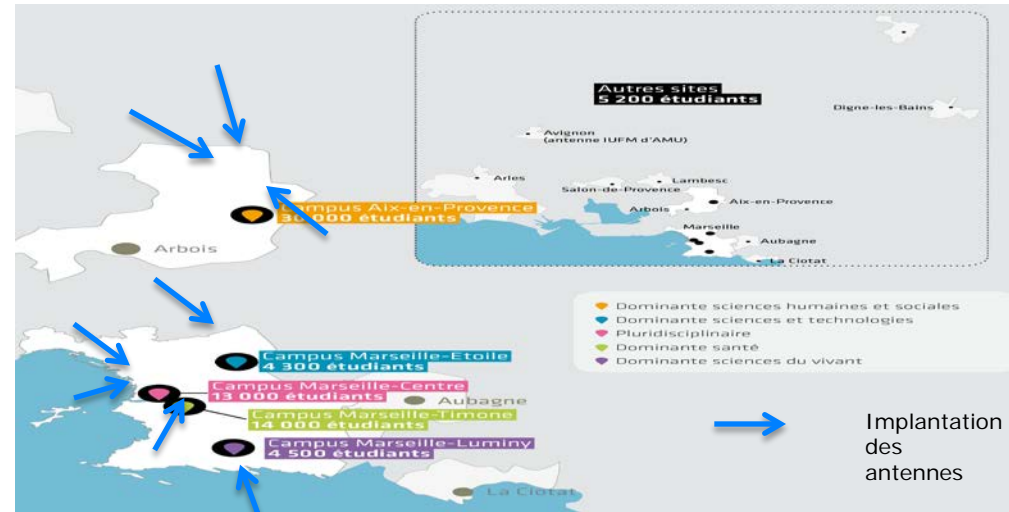 Autres sites
5 200 étudiants
Digne-les-Bains
Avignon
(antenne IUFM d'AMU)
Arles
Salon-de-Provence
Lambesc
Aix-en-Provence
Arbois
Marseille
Aubagne
La Ciotat
Campus Aix-en-Provence
30 000 étudiants
Arbois
Dominante sciences humaines et sociales
Dominante sciences et technologies
Pluridisciplinaire
Dominante santé
Dominante sciences du vivant
Campus Marseille-Etoile
4 300 étudiants
Campus Marseille-Centre
13 000 étudiants
Aubagne
Campus Marseille-Timone
14 000 étudiants
Campus Marseille-Luminy
4 500 étudiants
La Ciotat
Implantation
des
antennes